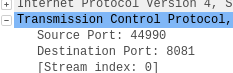 Internet Protocol Version 4, S
Transmission Control Protocol,
Source Port: 44990
Destination Port: 8081
[Stream index: 0]